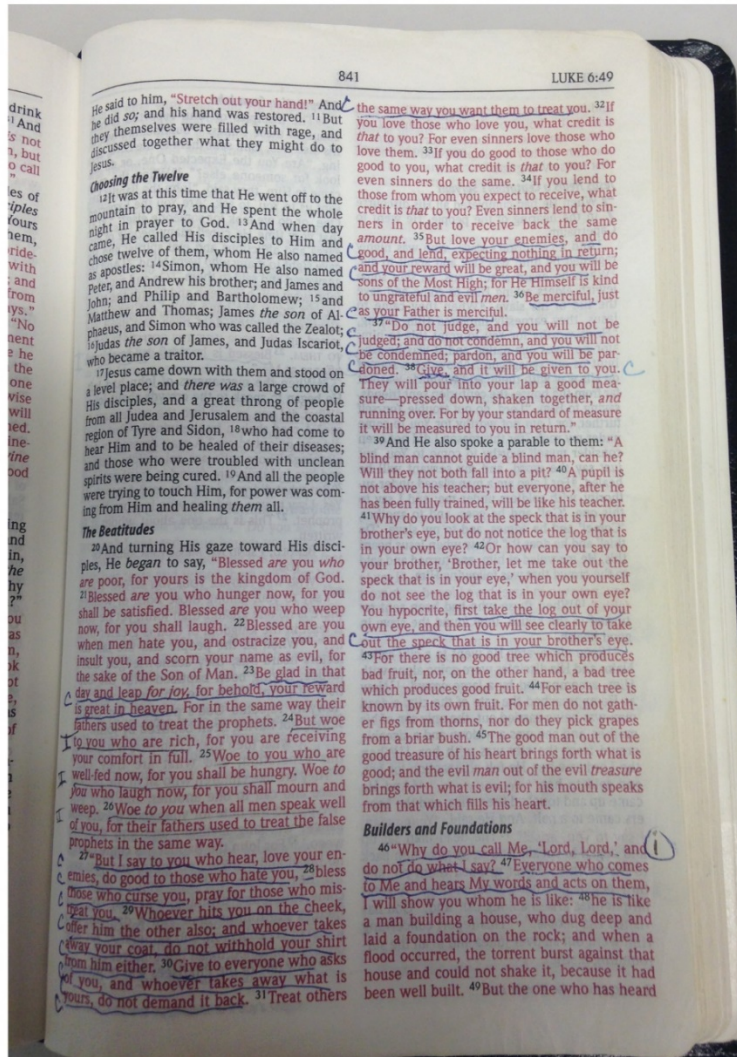 841
LUKE 6:49
drink
And
s not
n, but
o call
"
les of
ciples
Yours
hem,
ride-
with
; and
from
ys."
"No
ment
e he
the
one
wise
will
ned.
ine-
vine
ood
ing
and
in,
he
hy
?"
ou
as
n,
ok
ot
e,
s
of
He said to him, "Stretch out your hand!" And
he did so; and his hand was restored. 11But
they themselves were filled with rage, and
discussed together what they might do to
Jesus.
Choosing the Twelve
12It was at this time that He went off to the
mountain to pray, and He spent the whole
night in prayer to God. 13And when day
came, He called His disciples to Him and
chose twelve of them, whom He also named
as apostles: 14Simon, whom He also named
Peter, and Andrew his brother; and James and
John; and Philip and Bartholomew; 15and
Matthew and Thomas; James the son of Al-
phaeus, and Simon who was called the Zealot;
16Judas the son of James, and Judas Iscariot,
who became a traitor.
17Jesus came down with them and stood on
a level place; and there was a large crowd of
His disciples, and a great throng of people
from all Judea and Jerusalem and the coastal
region of Tyre and Sidon, 18who had come to
hear Him and to be healed of their diseases;
and those who were troubled with unclean
spirits were being cured. 19And all the people
were trying to touch Him, for power was com-
ing from Him and healing them all.
The Beatitudes
20And turning His gaze toward His disci-
ples, He began to say, "Blessed are you who
are poor, for yours is the kingdom of God.
21Blessed are you who hunger now, for you
shall be satisfied. Blessed are you who weep
now, for you shall laugh. 22Blessed are you
when men hate you, and ostracize you, and
insult you, and scorn your name as evil, for
the sake of the Son of Man. 23Be glad in that
C day and leap for joy, for behold, your reward
is great in heaven. For in the same way their
fathers used to treat the prophets. 24But woe
I to you who are rich, for you are receiving
your comfort in full. 25Woe to you who are
I well-fed now, for you shall be hungry. Woe to
you who laugh now, for you shall mourn and
I weep. 26Woe to you when all men speak well
of you, for their fathers used to treat the false
prophets in the same way.
C 27"But I say to you who hear, love your en-
C emies, do good to those who hate you, 28bless
C those who curse you, pray for those who mis-
C treat you. 29Whoever hits you on the cheek,
C offer him the other also; and whoever takes
C away your coat, do not withhold your shirt
C from him either. 30Give to everyone who asks
C of you, and whoever takes away what is
C yours, do not demand it back. 31Treat others
C the same way you want them to treat you. 32If
you love those who love you, what credit is
that to you? For even sinners love those who
love them. 33If you do good to those who do
good to you, what credit is that to you? For
even sinners do the same. 34If you lend to
those from whom you expect to receive, what
credit is that to you? Even sinners lend to sin-
ners in order to receive back the same
amount. 35But love your enemies, and do
C good, and lend, expecting nothing in return;
C and your reward will be great, and you will be
sons of the Most High; for He Himself is kind
to ungrateful and evil men. 36Be merciful, just
C as your Father is merciful.
C 37"Do not judge, and you will not be
C judged; and do not condemn, and you will not
C be condemned; pardon, and you will be par-
C doned. 38Give, and it will be given to you. C
They will pour into your lap a good mea-
sure—pressed down, shaken together, and
running over. For by your standard of measure
it will be measured to you in return."
39And He also spoke a parable to them: "A
blind man cannot guide a blind man, can he?
Will they not both fall into a pit? 40A pupil is
not above his teacher; but everyone, after he
has been fully trained, will be like his teacher.
41Why do you look at the speck that is in your
brother's eye, but do not notice the log that is
in your own eye? 42Or how can you say to
your brother, 'Brother, let me take out the
speck that is in your eye,' when you yourself
do not see the log that is in your own eye?
You hypocrite, first take the log out of your
own eye, and then you will see clearly to take
C out the speck that is in your brother's eye.
43For there is no good tree which produces
bad fruit, nor, on the other hand, a bad tree
which produces good fruit. 44For each tree is
known by its own fruit. For men do not gath-
er figs from thorns, nor do they pick grapes
from a briar bush. 45The good man out of the
good treasure of his heart brings forth what is
good; and the evil man out of the evil treasure
brings forth what is evil; for his mouth speaks
from that which fills his heart.
Builders and Foundations
46"Why do you call Me, 'Lord, Lord,' and i
do not do what I say? 47Everyone who comes
to Me and hears My words and acts on them,
I will show you whom he is like: 48he is like
a man building a house, who dug deep and
laid a foundation on the rock; and when a
flood occurred, the torrent burst against that
house and could not shake it, because it had
been well built. 49But the one who has heard